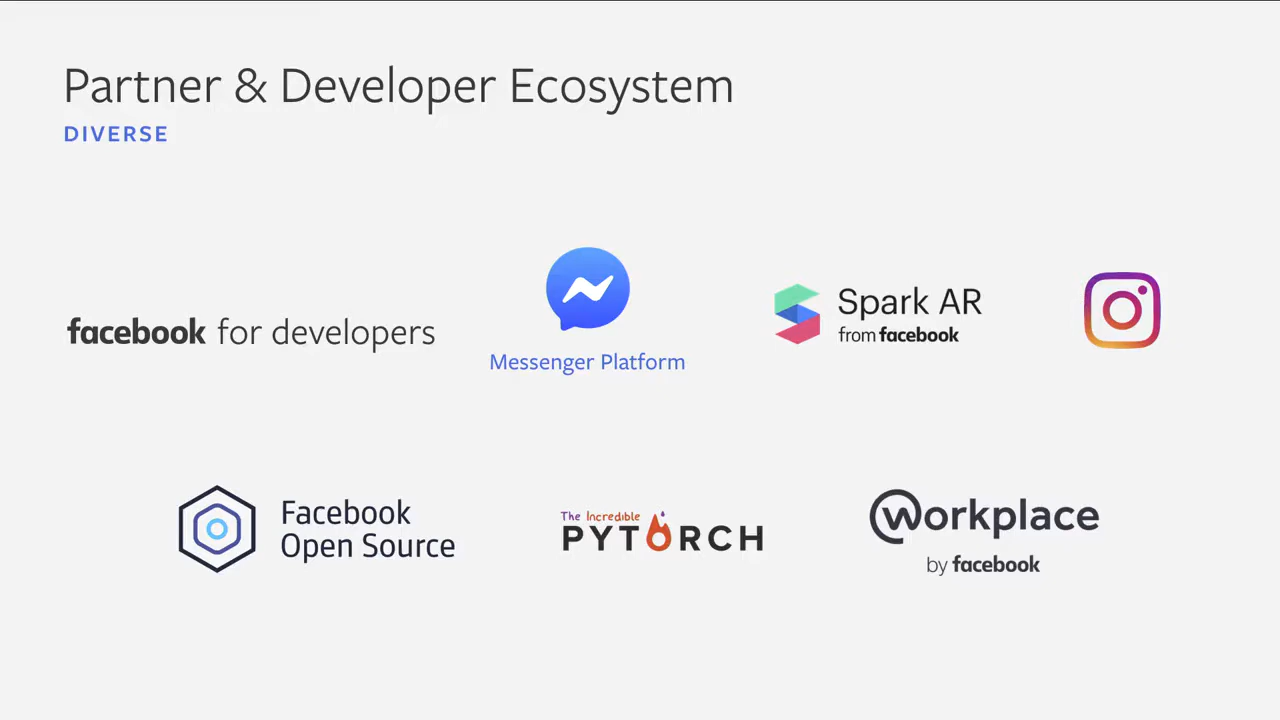 Partner & Developer Ecosystem
DIVERSE
facebook for developers
Messenger Platform
Spark AR
from facebook
Facebook
Open Source
The Incredible
PYTORCH
Workplace
by facebook